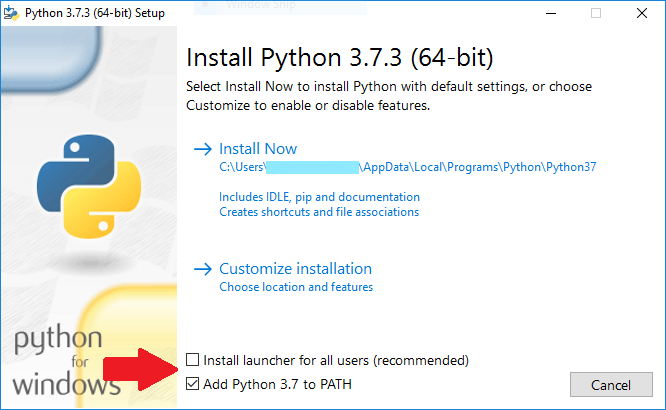 Python 3.7.3 (64-bit) Setup
Window Snip
Install Python 3.7.3 (64-bit)
Select Install Now to install Python with default settings, or choose
Customize to enable or disable features.
Install Now
C:\Users\ \AppData\Local\Programs\Python\Python37
Includes IDLE, pip and documentation
Creates shortcuts and file associations
Customize installation
Choose location and features
python
for
windows
Install launcher for all users (recommended)
Add Python 3.7 to PATH
Cancel